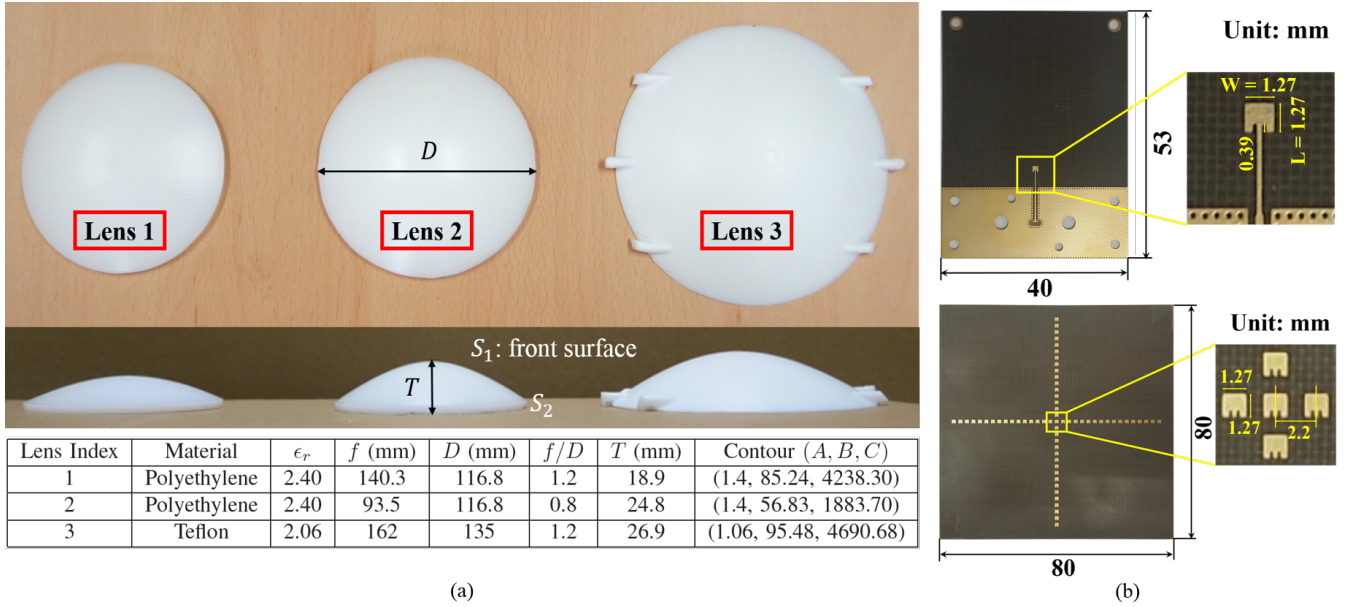 D
Lens 1
Lens 2
Lens 3
S₁: front surface
T
S₂
Lens Index Material ϵᵣ f (mm) D (mm) f/D T (mm) Contour (A, B, C)
1 Polyethylene 2.40 140.3 116.8 1.2 18.9 (1.4, 85.24, 4238.30)
2 Polyethylene 2.40 93.5 116.8 0.8 24.8 (1.4, 56.83, 1883.70)
3 Teflon 2.06 162 135 1.2 26.9 (1.06, 95.48, 4690.68)
(a)
Unit: mm
W = 1.27
L = 1.27
0.39
53
40
Unit: mm
1.27
1.27
2.2
80
80
(b)